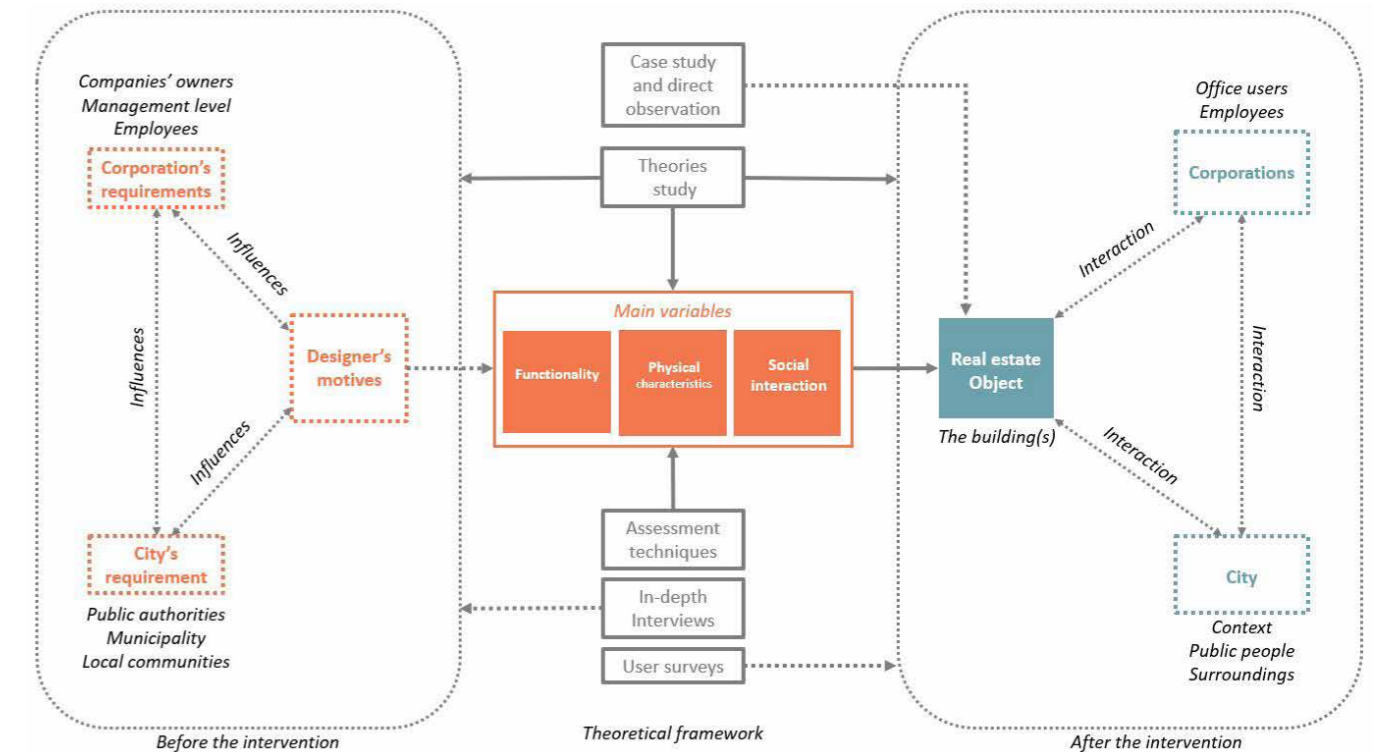 Companies' owners
Management level
Employees
Corporation's
requirements
Influences
Influences
Designer's
motives
Influences
City's
requirement
Public authorities
Municipality
Local communities
Before the intervention
Case study
and direct
observation
Theories
study
Main variables
Functionality
Physical
characteristics
Social
interaction
Assessment
techniques
In-depth
Interviews
User surveys
Theoretical framework
Office users
Employees
Corporations
Interaction
Interaction
Real estate
Object
The building(s)
Interaction
City
Context
Public people
Surroundings
After the intervention